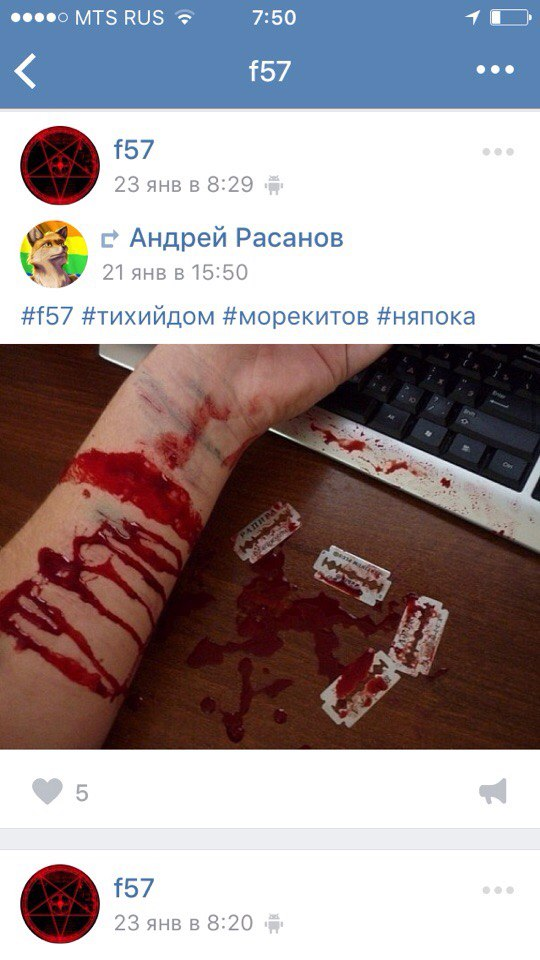 MTS RUS 7:50
f57
f57
23 янв в 8:29
Андрей Расанов
21 янв в 15:50
#f57 #тихийдом #морекитов #няпока
РАПИРА
5
f57
23 янв в 8:20